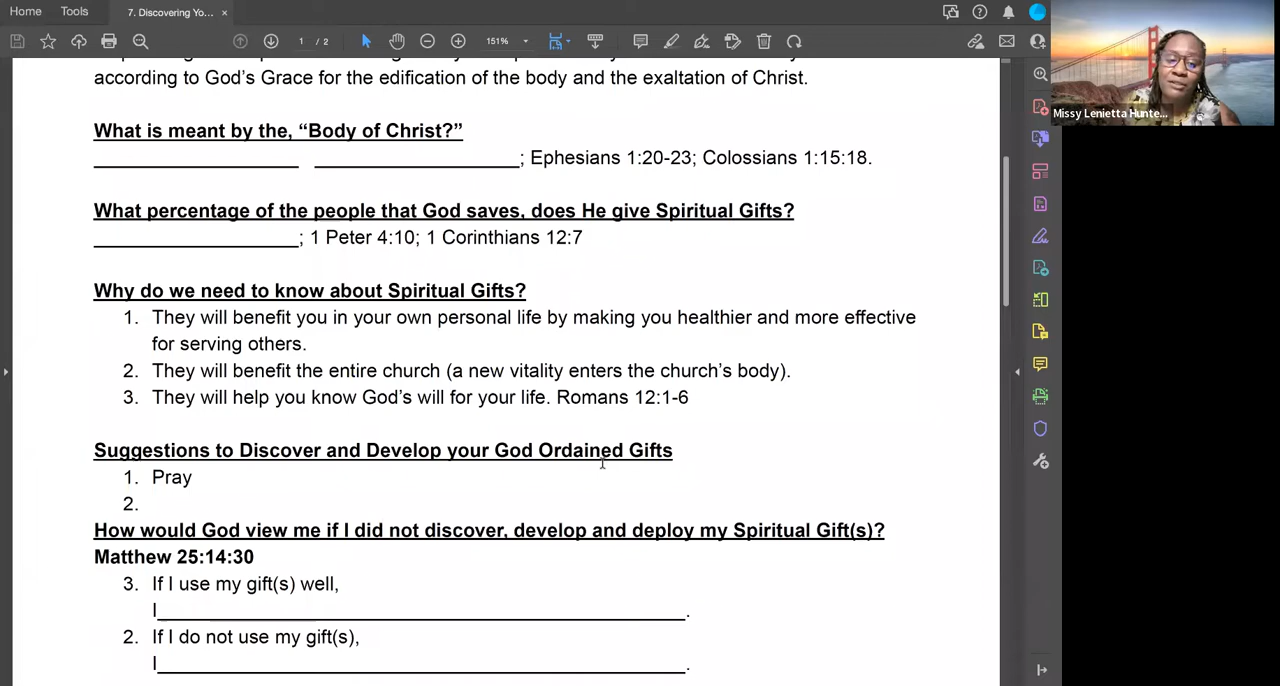 Home Tools 7. Discovering Yo... ×
1 / 2 151%
according to God's Grace for the edification of the body and the exaltation of Christ.
What is meant by the, “Body of Christ?”
____________________ ____________________; Ephesians 1:20-23; Colossians 1:15:18.
What percentage of the people that God saves, does He give Spiritual Gifts?
____________________; 1 Peter 4:10; 1 Corinthians 12:7
Why do we need to know about Spiritual Gifts?
1. They will benefit you in your own personal life by making you healthier and more effective
for serving others.
2. They will benefit the entire church (a new vitality enters the church's body).
3. They will help you know God's will for your life. Romans 12:1-6
Suggestions to Discover and Develop your God Ordained Gifts
1. Pray
2.
How would God view me if I did not discover, develop and deploy my Spiritual Gift(s)?
Matthew 25:14:30
3. If I use my gift(s) well,
I____________________.
2. If I do not use my gift(s),
I____________________.
Missy Lenietta Hunte...